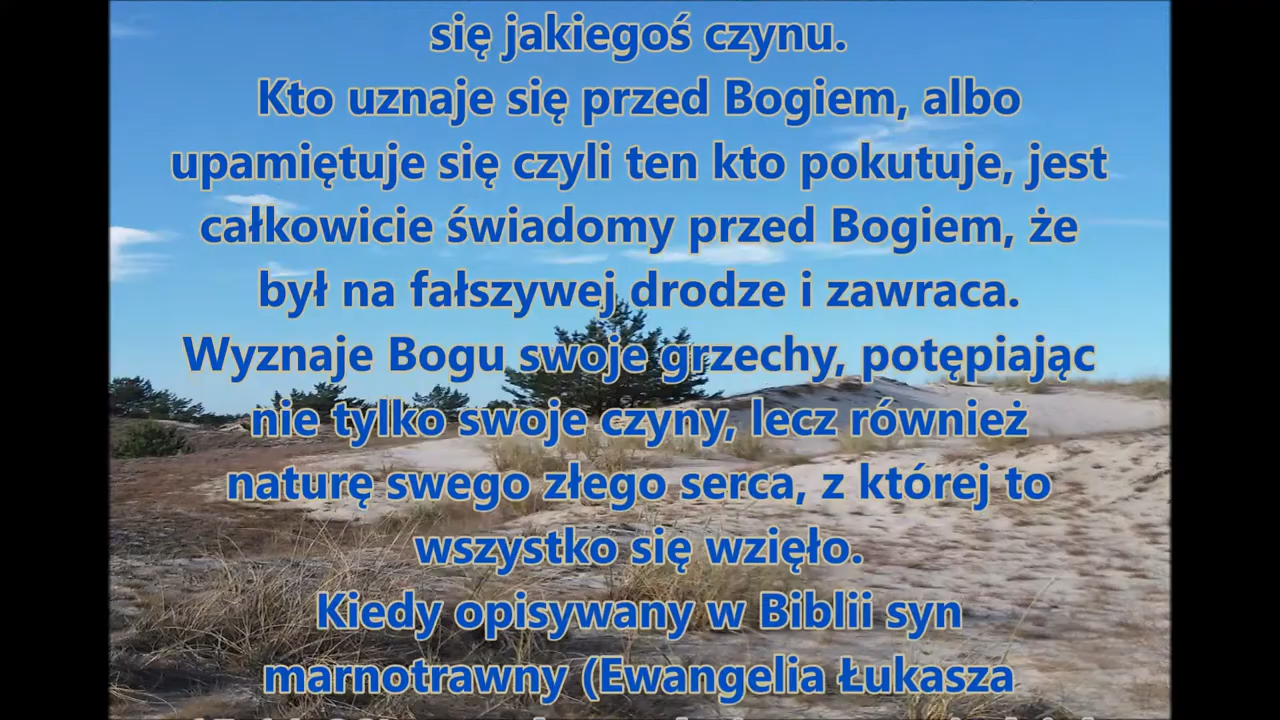 się jakiegoś czynu.
Kto uznaje się przed Bogiem, albo
upamiętuje się czyli ten kto pokutuje, jest
całkowicie świadomy przed Bogiem, że
był na fałszywej drodze i zawraca.
Wyznaje Bogu swoje grzechy, potępiając
nie tylko swoje czyny, lecz również
naturę swego złego serca, z której to
wszystko się wzięło.
Kiedy opisywany w Biblii syn
marnotrawny (Ewangelia Łukasza